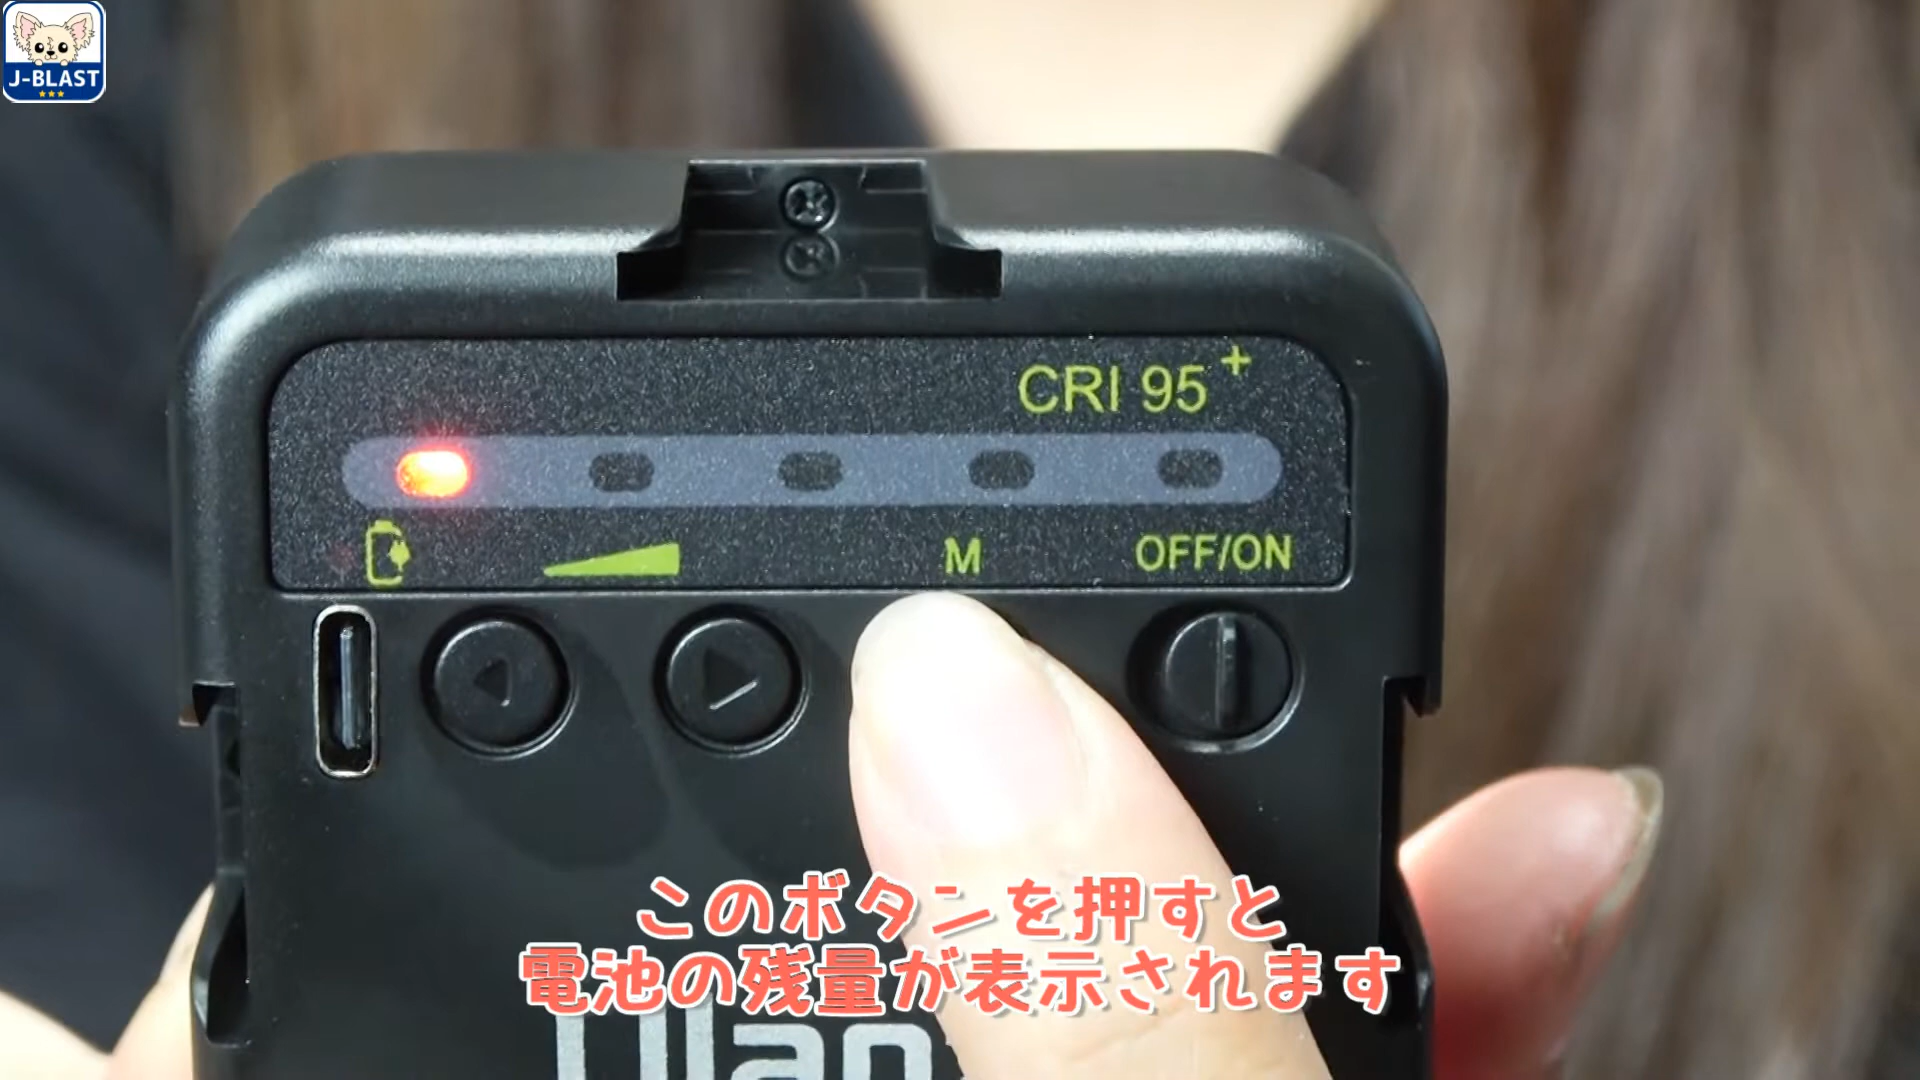 J-BLAST
CRI 95+
M
OFF/ON
このボタンを押すと
電池の残量が表示されます